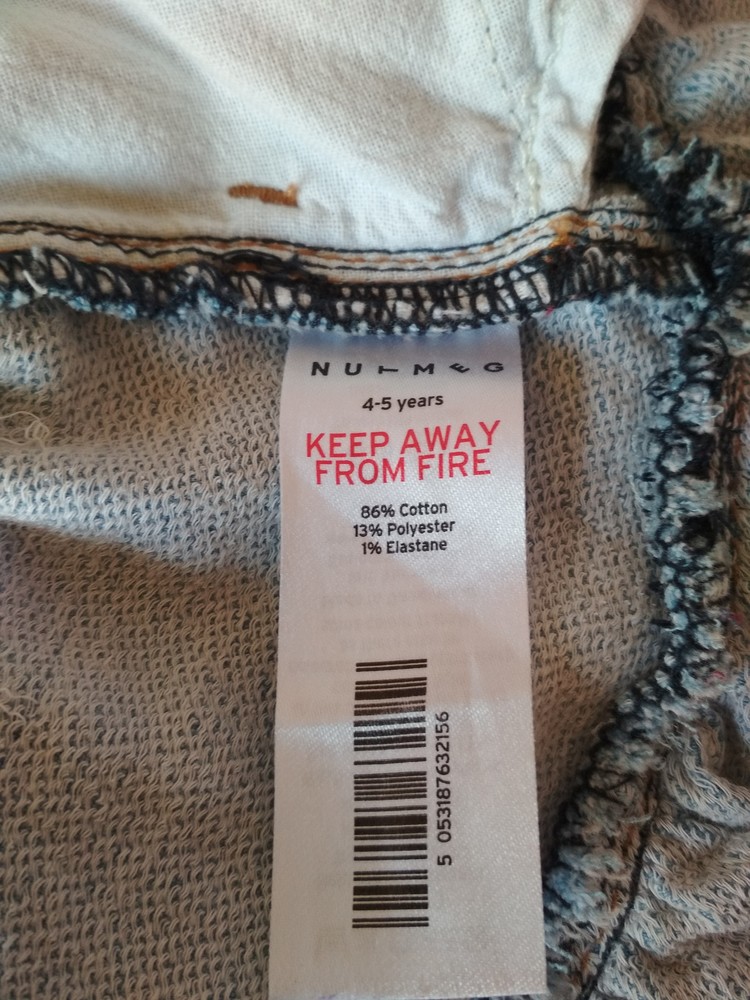 NUTMEG
4-5 years
KEEP AWAY
FROM FIRE
86% Cotton
13% Polyester
1% Elastane
5 053187632156